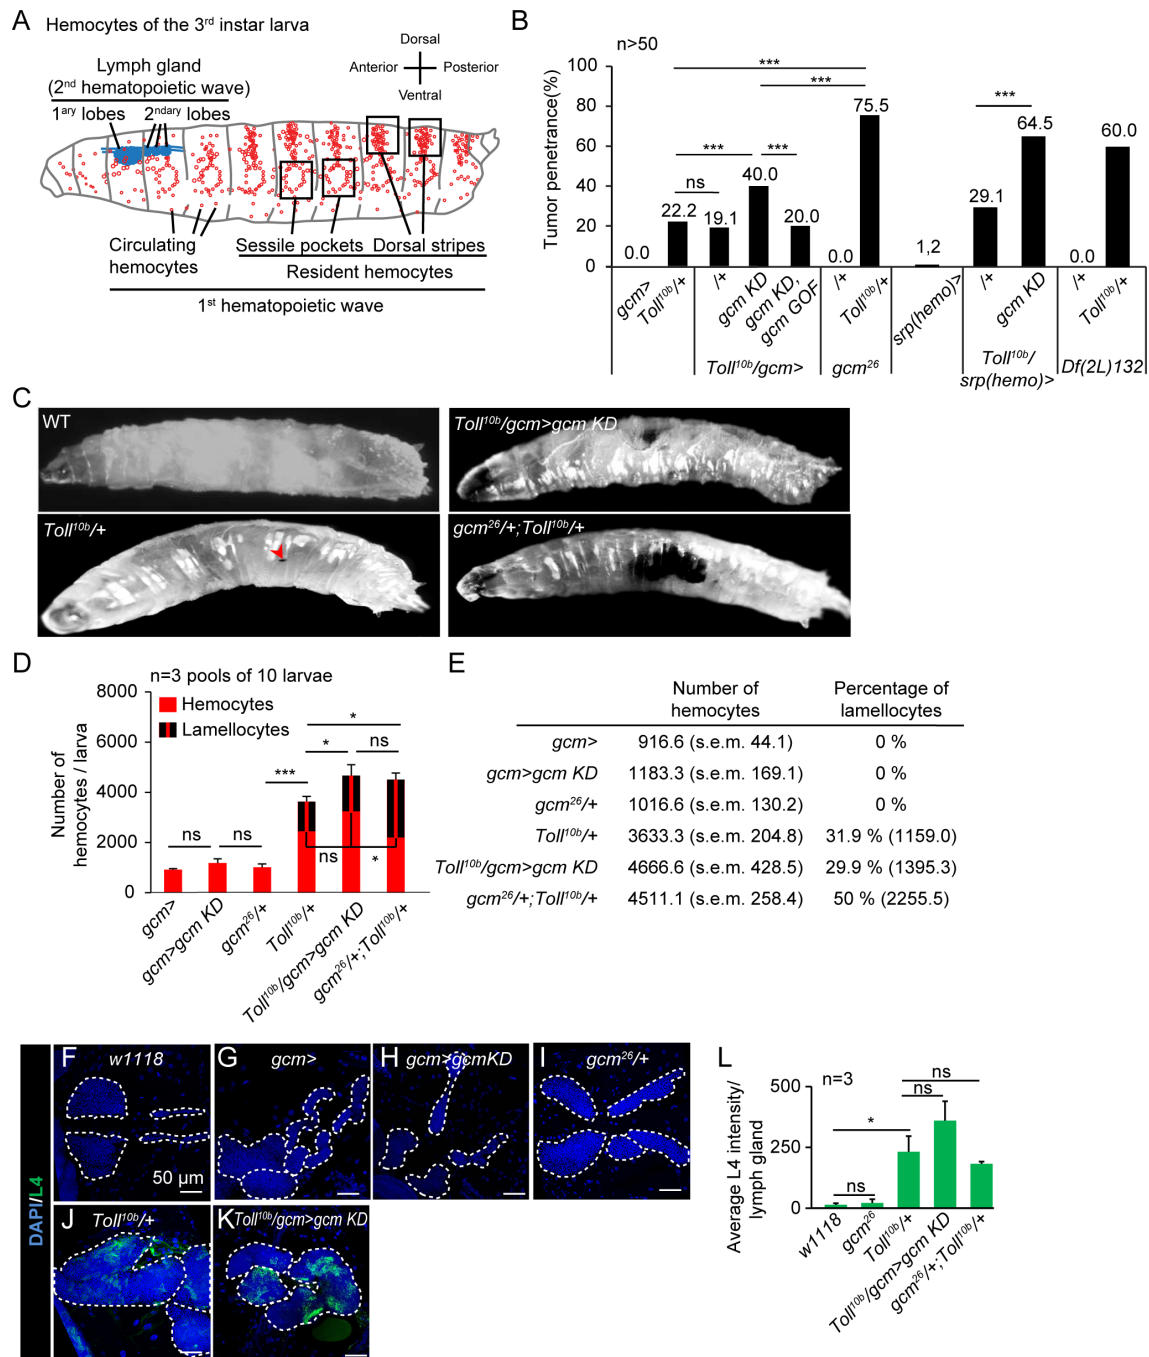 A Hemocytes of the 3rd instar larva
Dorsal
Anterior Posterior
Ventral
Lymph gland
(2nd hematopoietic wave)
1ary lobes 2ndary lobes
Circulating
hemocytes
Sessile pockets Dorsal stripes
Resident hemocytes
1st hematopoietic wave
B
n>50
Tumor penetrance(%)
100
80
60
40
20
0
***
***
***
***
***
ns
0.0
22.2
19.1
40.0
20.0
0.0
75.5
1,2
29.1
64.5
0.0
60.0
gcm>
Toll10b/+
/+
gcm KD
gcm KD,
gcm GOF
/+
Toll10b/+
srp(hemo)>
/+
gcm KD
/+
Toll10b/+
Toll10b/gcm>
gcm26
Toll10b/
srp(hemo)>
Df(2L)132
C
WT
Toll10b/gcm>gcm KD
Toll10b/+
gcm26/+;Toll10b/+
D
n=3 pools of 10 larvae
Number of
hemocytes / larva
8000
6000
4000
2000
0
Hemocytes
Lamellocytes
ns
ns
***
*
*
ns
ns
*
gcm>
gcm>gcm KD
gcm26/+
Toll10b/+
Toll10b/gcm>gcm KD
gcm26/+;Toll10b/+
E
Number of Percentage of
hemocytes lamellocytes
gcm> 916.6 (s.e.m. 44.1) 0 %
gcm>gcm KD 1183.3 (s.e.m. 169.1) 0 %
gcm26/+ 1016.6 (s.e.m. 130.2) 0 %
Toll10b/+ 3633.3 (s.e.m. 204.8) 31.9 % (1159.0)
Toll10b/gcm>gcm KD 4666.6 (s.e.m. 428.5) 29.9 % (1395.3)
gcm26/+;Toll10b/+ 4511.1 (s.e.m. 258.4) 50 % (2255.5)
DAPI/L4
F w1118
50 µm
G gcm>
H gcm>gcmKD
I gcm26/+
J Toll10b/+
K Toll10b/gcm>gcm KD
L
n=3
Average L4 intensity/
lymph gland
500
250
0
ns
*
ns
ns
w1118
gcm26
Toll10b/+
Toll10b/gcm>gcm KD
gcm26/+;Toll10b/+